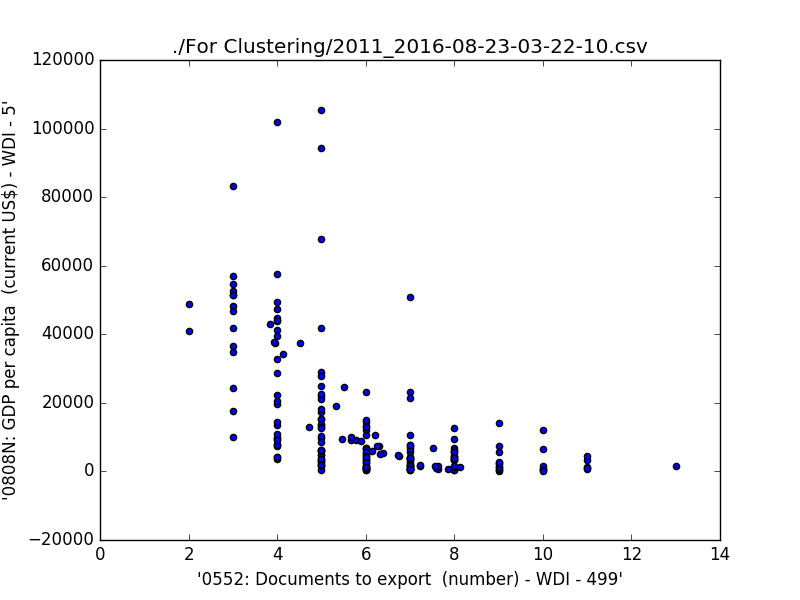 ./For Clustering/2011_2016-08-23-03-22-10.csv
120000
100000
80000
60000
40000
20000
0
−20000
'0808N: GDP per capita  (current US$) - WDI - 5'
0 2 4 6 8 10 12 14
'0552: Documents to export  (number) - WDI - 499'